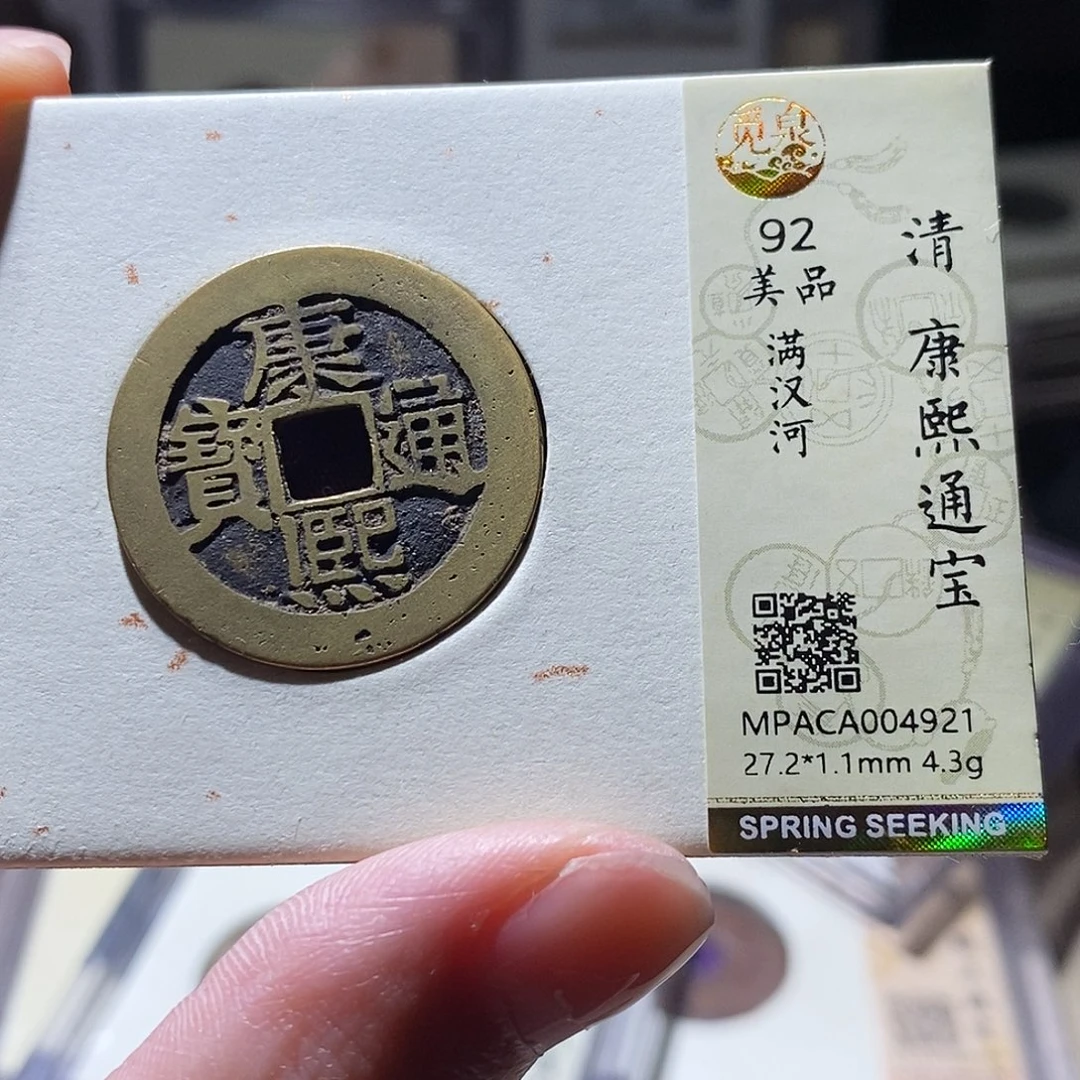 康熙通寳
觅泉
92
美品
满汉河
清 康熙通宝
MPACA004921
27.2*1.1mm 4.3g
SPRING SEEKING